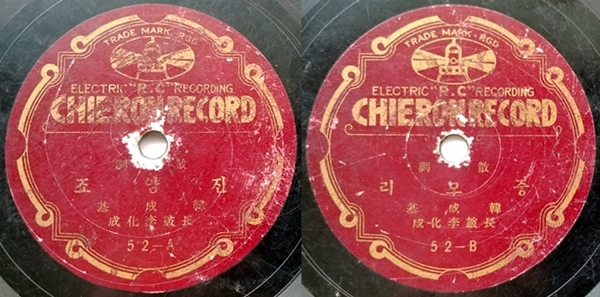 TRADE MARK. RGD
ELECTRIC "R.C" RECORDING
CHIERON RECORD
散調
진양조
韓成基
長鼓李化成
52-A
TRADE MARK. RGD
ELECTRIC "R.C" RECORDING
CHIERON RECORD
散調
중모리
韓成基
長鼓李化成
52-B